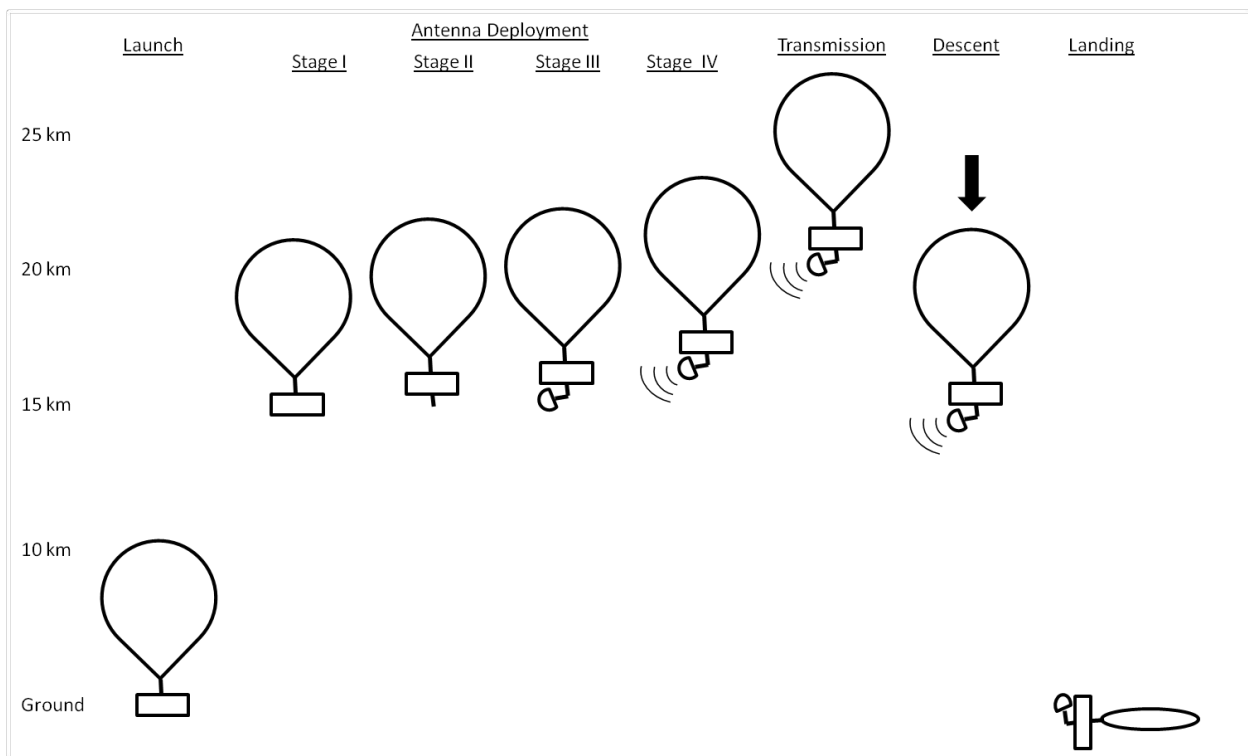 Antenna Deployment
Launch
Stage I
Stage II
Stage III
Stage IV
Transmission
Descent
Landing
25 km
20 km
15 km
10 km
Ground